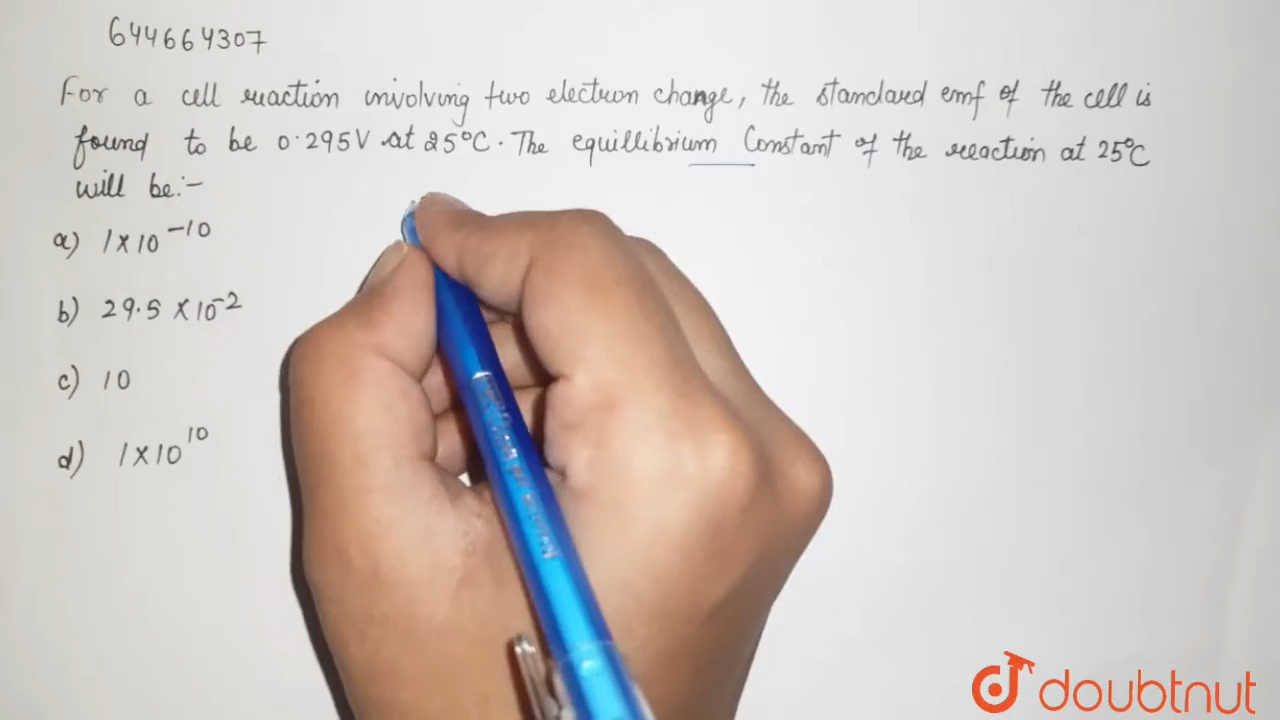 644664307
For a cell reaction involving two electron change, the standard emf of the cell is
found to be 0.295V at 25°C. The equillibrium Constant of the reaction at 25°C
will be:-
a) 1×10⁻¹⁰
b) 29.5 ×10⁻²
c) 10
d) 1×10¹⁰
doubtnut